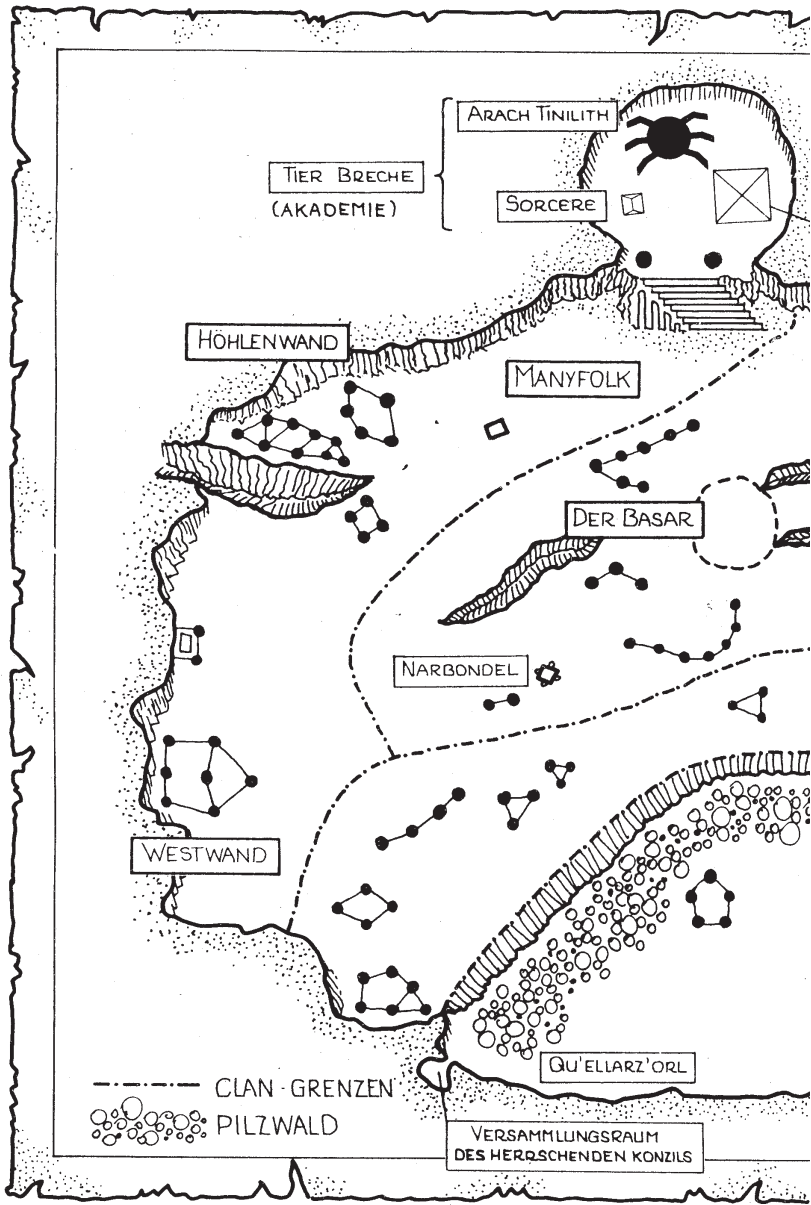 ARACH TINILITH
TIER BRECHE
(AKADEMIE)
SORCERE
HÖHLENWAND
MANYFOLK
DER BASAR
NARBONDEL
WESTWAND
QU'ELLARZ'ORL
CLAN-GRENZEN
PILZWALD
VERSAMMLUNGSRAUM
DES HERRSCHENDEN KONZILS